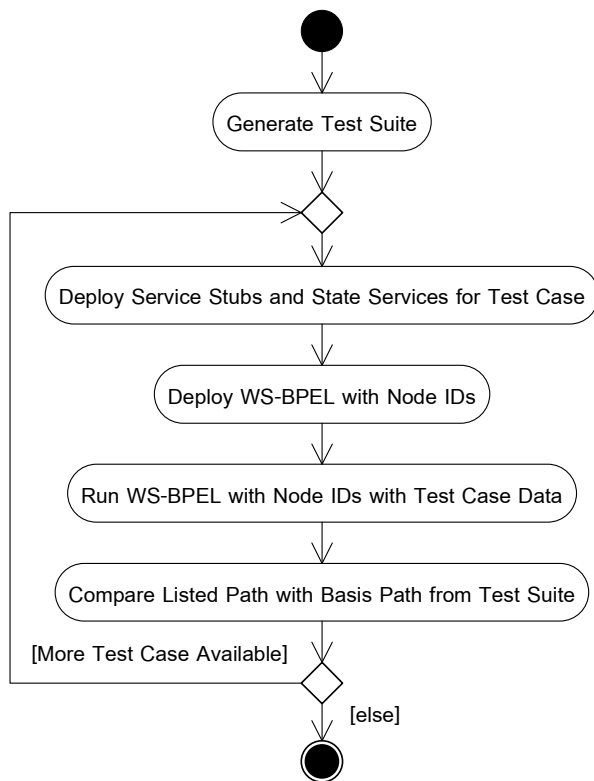 Generate Test Suite
Deploy Service Stubs and State Services for Test Case
Deploy WS-BPEL with Node IDs
Run WS-BPEL with Node IDs with Test Case Data
Compare Listed Path with Basis Path from Test Suite
[More Test Case Available]
[else]